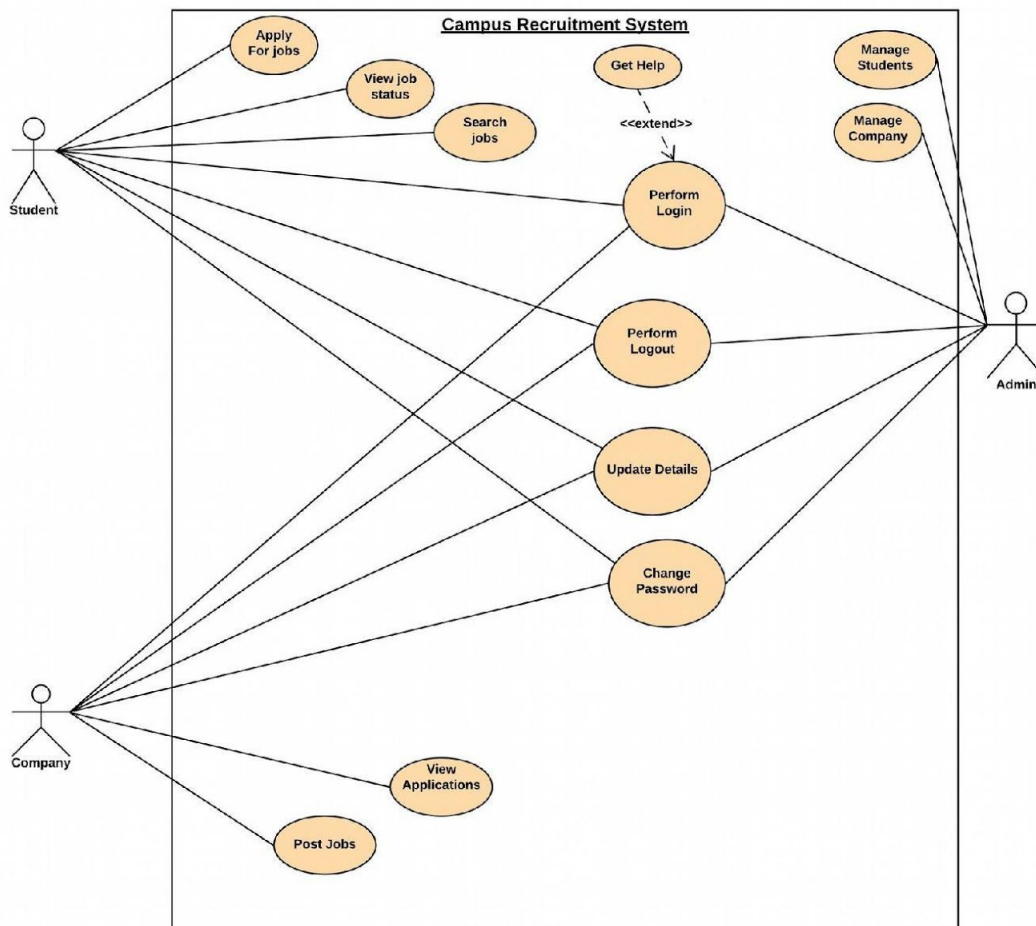 Campus Recruitment System
Apply
For jobs
View job
status
Search
jobs
Get Help
<<extend>>
Manage
Students
Manage
Company
Student
Perform
Login
Perform
Logout
Admin
Update Details
Change
Password
Company
View
Applications
Post Jobs